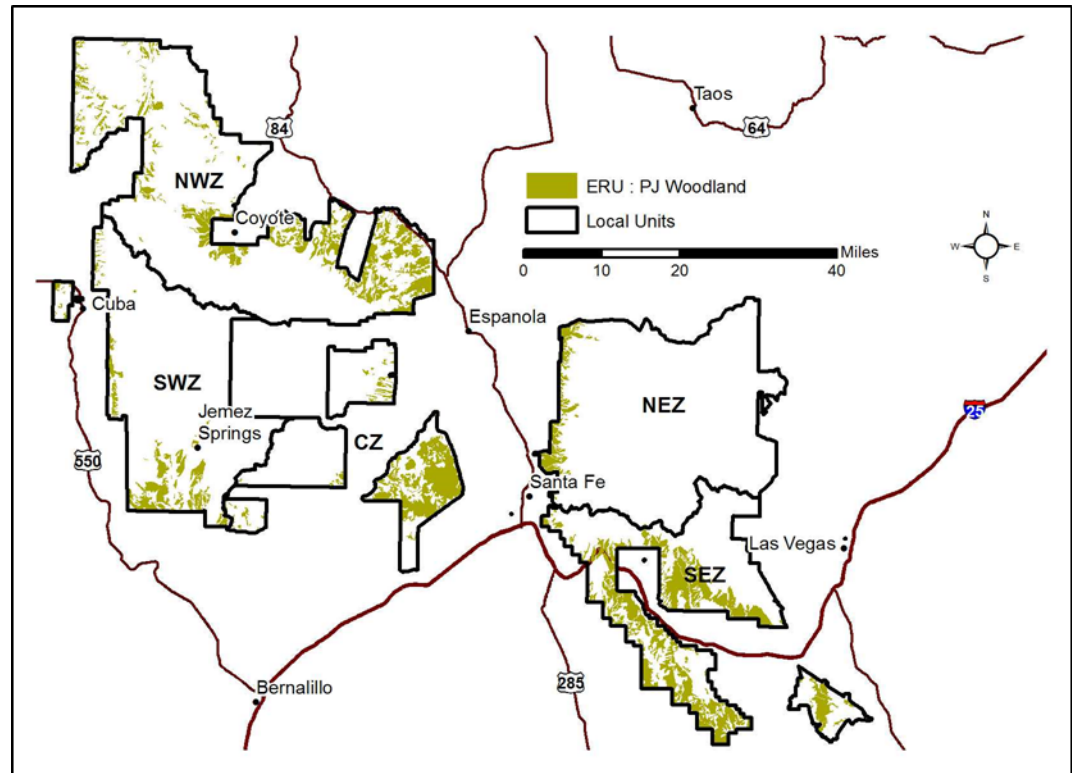 Taos
84
64
NWZ
ERU : PJ Woodland
Coyote
Local Units
N
W
E
S
Miles
0
10
20
40
Cuba
Espanola
SWZ
NEZ
25
Jemez
Springs
CZ
550
Santa Fe
Las Vegas
SEZ
285
Bernalillo